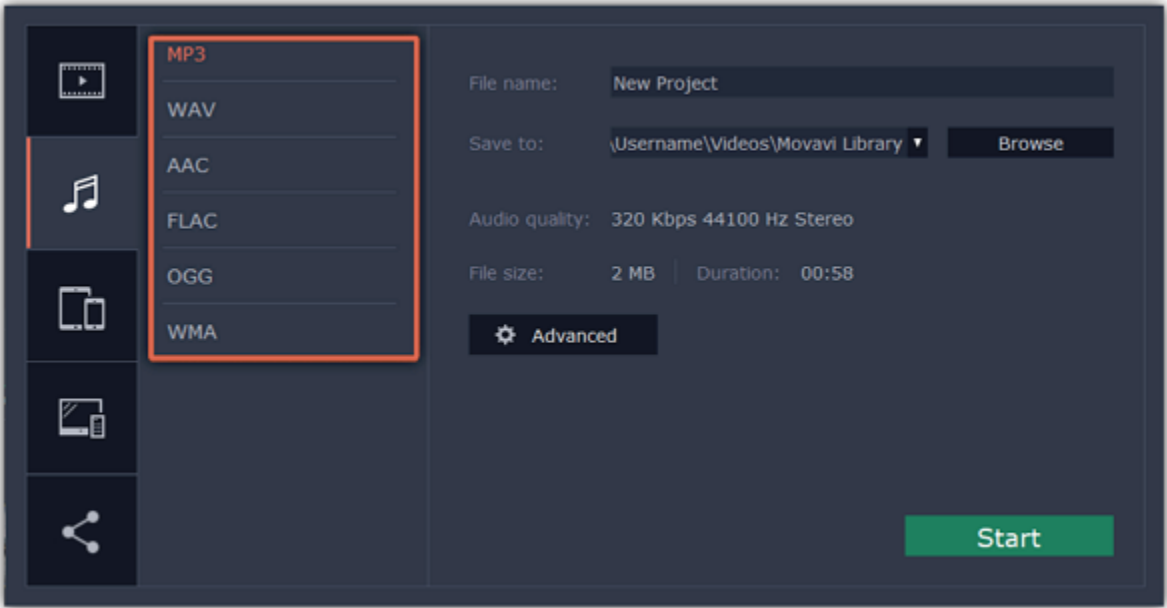 MP3
WAV
AAC
FLAC
OGG
WMA
File name: New Project
Save to: \Username\Videos\Movavi Library Browse
Audio quality: 320 Kbps 44100 Hz Stereo
File size: 2 MB Duration: 00:58
Advanced
Start